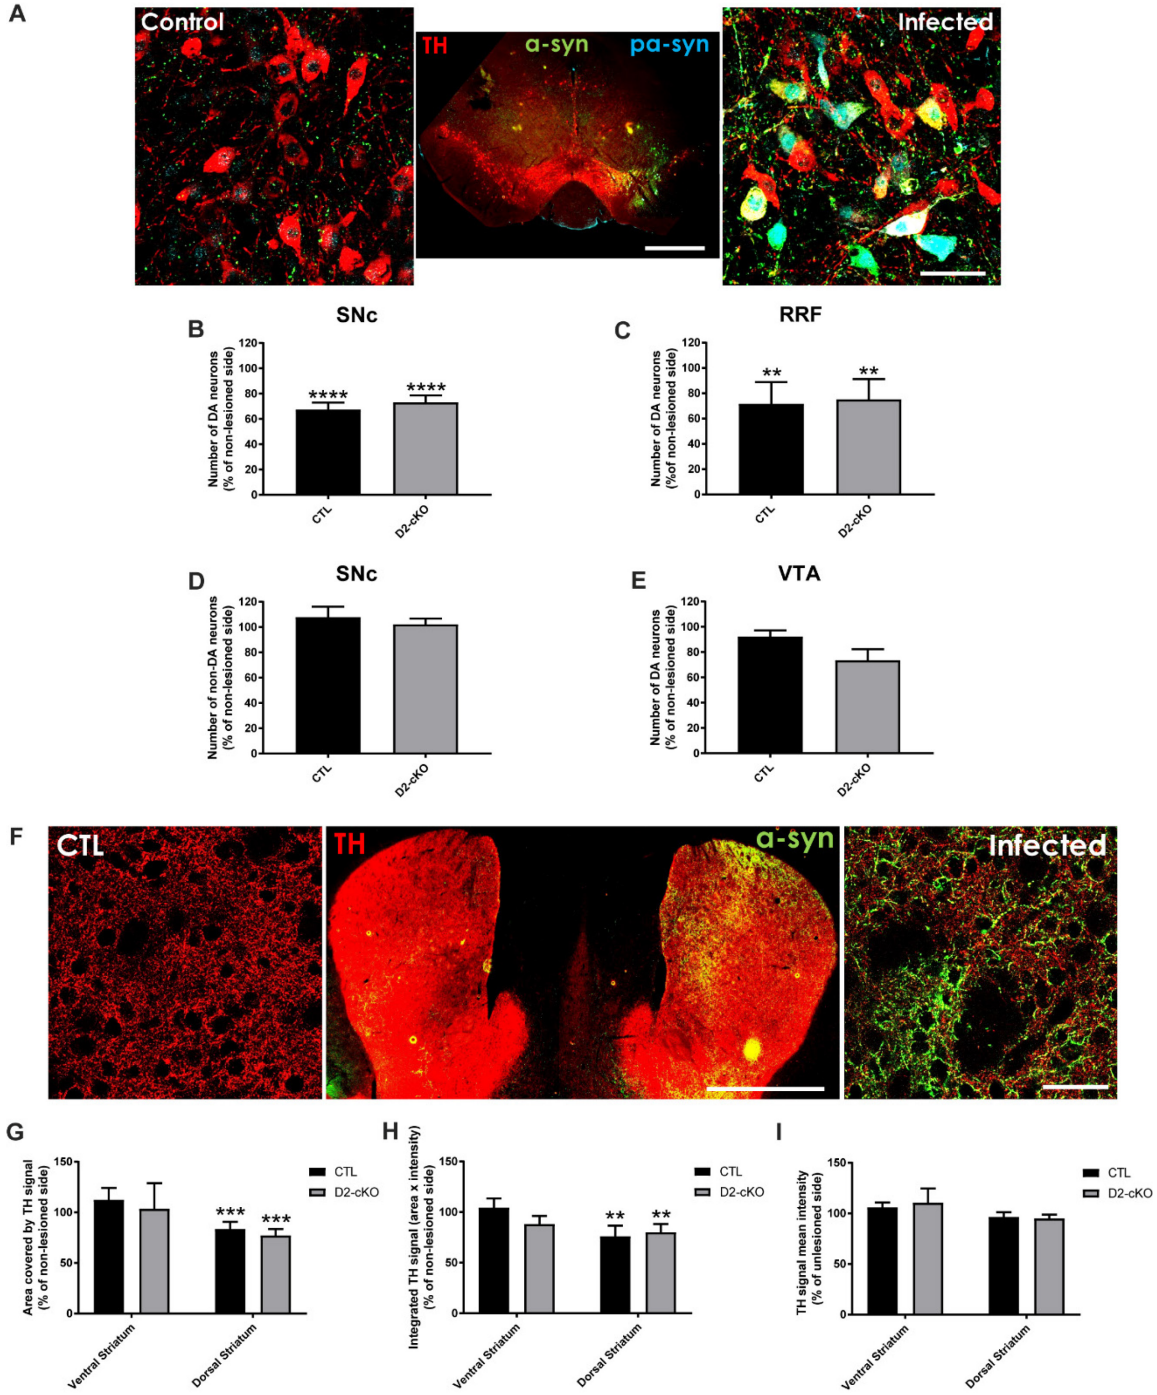 A
Control
TH
α-syn
pa-syn
Infected
B
SNc
Number of DA neurons
(% of non-lesioned side)
120
100
80
60
40
20
0
****
****
CTL
D2-cKO
C
RRF
Number of DA neurons
(%of non-lesioned side)
120
100
80
60
40
20
0
**
**
CTL
D2-cKO
D
SNc
Number of non-DA neurons
(% of non-lesioned side)
120
100
80
60
40
20
0
CTL
D2-cKO
E
VTA
Number of DA neurons
(% of non-lesioned side)
120
100
80
60
40
20
0
CTL
D2-cKO
F
CTL
TH
α-syn
Infected
G
Area covered by TH signal
(% of non-lesioned side)
150
100
50
0
***
***
Ventral Striatum
Dorsal Striatum
CTL
D2-cKO
H
Integrated TH signal (area x intensity)
(% of non-lesioned side)
150
100
50
0
**
**
Ventral Striatum
Dorsal Striatum
CTL
D2-cKO
I
TH signal mean intensity
(% of unlesioned side)
150
100
50
0
Ventral Striatum
Dorsal Striatum
CTL
D2-cKO